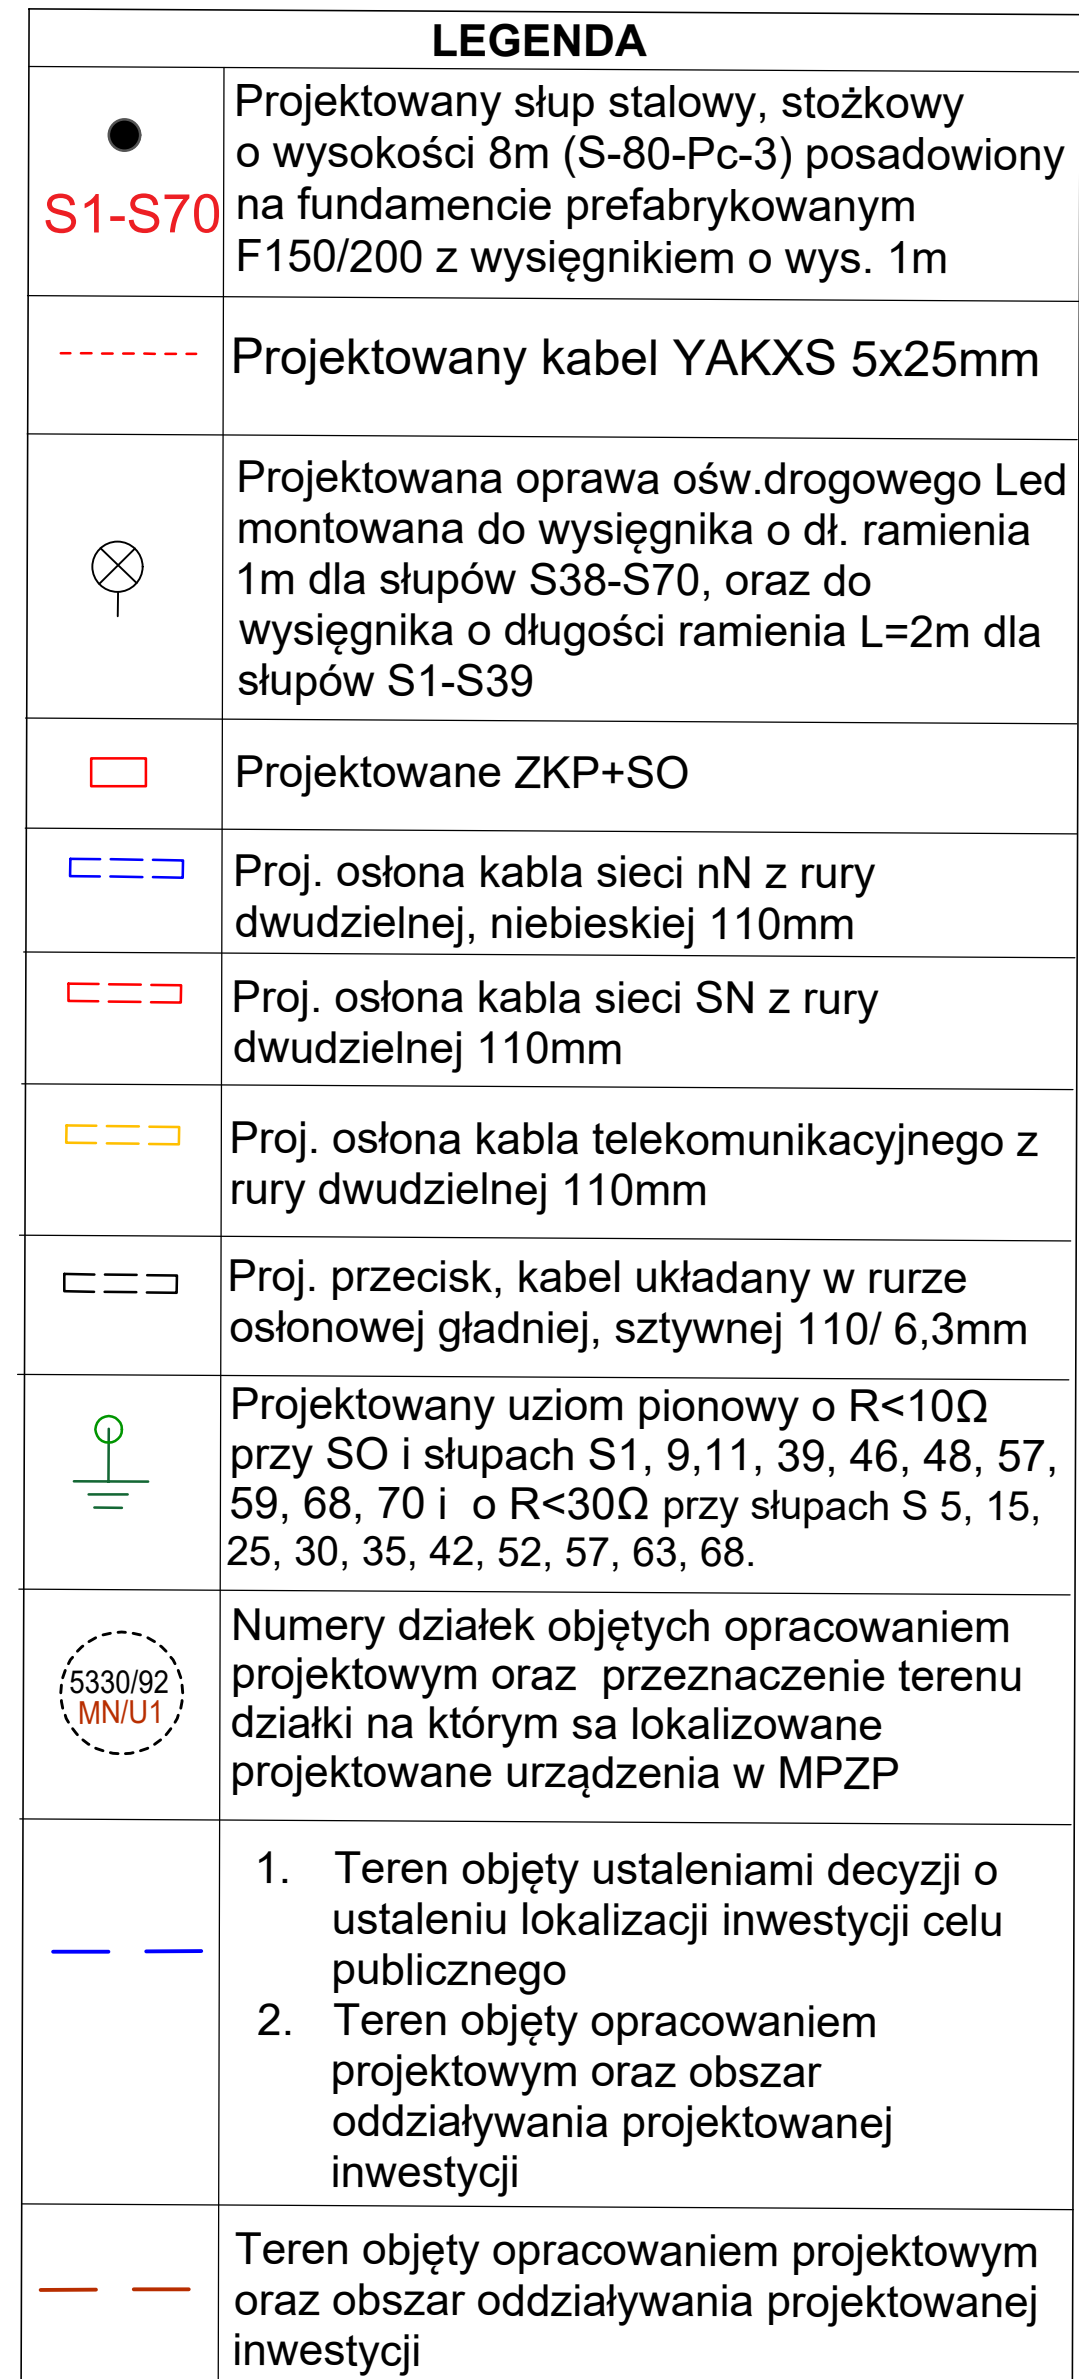 LEGENDA
S1-S70
Projektowany słup stalowy, stożkowy
o wysokości 8m (S-80-Pc-3) posadowiony
na fundamencie prefabrykowanym
F150/200 z wysięgnikiem o wys. 1m
Projektowany kabel YAKXS 5x25mm
Projektowana oprawa ośw.drogowego Led
montowana do wysięgnika o dł. ramienia
1m dla słupów S38-S70, oraz do
wysięgnika o długości ramienia L=2m dla
słupów S1-S39
Projektowane ZKP+SO
Proj. osłona kabla sieci nN z rury
dwudzielnej, niebieskiej 110mm
Proj. osłona kabla sieci SN z rury
dwudzielnej 110mm
Proj. osłona kabla telekomunikacyjnego z
rury dwudzielnej 110mm
Proj. przecisk, kabel układany w rurze
osłonowej gładniej, sztywnej 110/ 6,3mm
Projektowany uziom pionowy o R<10Ω
przy SO i słupach S1, 9,11, 39, 46, 48, 57,
59, 68, 70 i  o R<30Ω przy słupach S 5, 15,
25, 30, 35, 42, 52, 57, 63, 68.
5330/92
MN/U1
Numery działek objętych opracowaniem
projektowym oraz  przeznaczenie terenu
działki na którym sa lokalizowane
projektowane urządzenia w MPZP
1. Teren objęty ustaleniami decyzji o
ustaleniu lokalizacji inwestycji celu
publicznego
2. Teren objęty opracowaniem
projektowym oraz obszar
oddziaływania projektowanej
inwestycji
Teren objęty opracowaniem projektowym
oraz obszar oddziaływania projektowanej
inwestycji